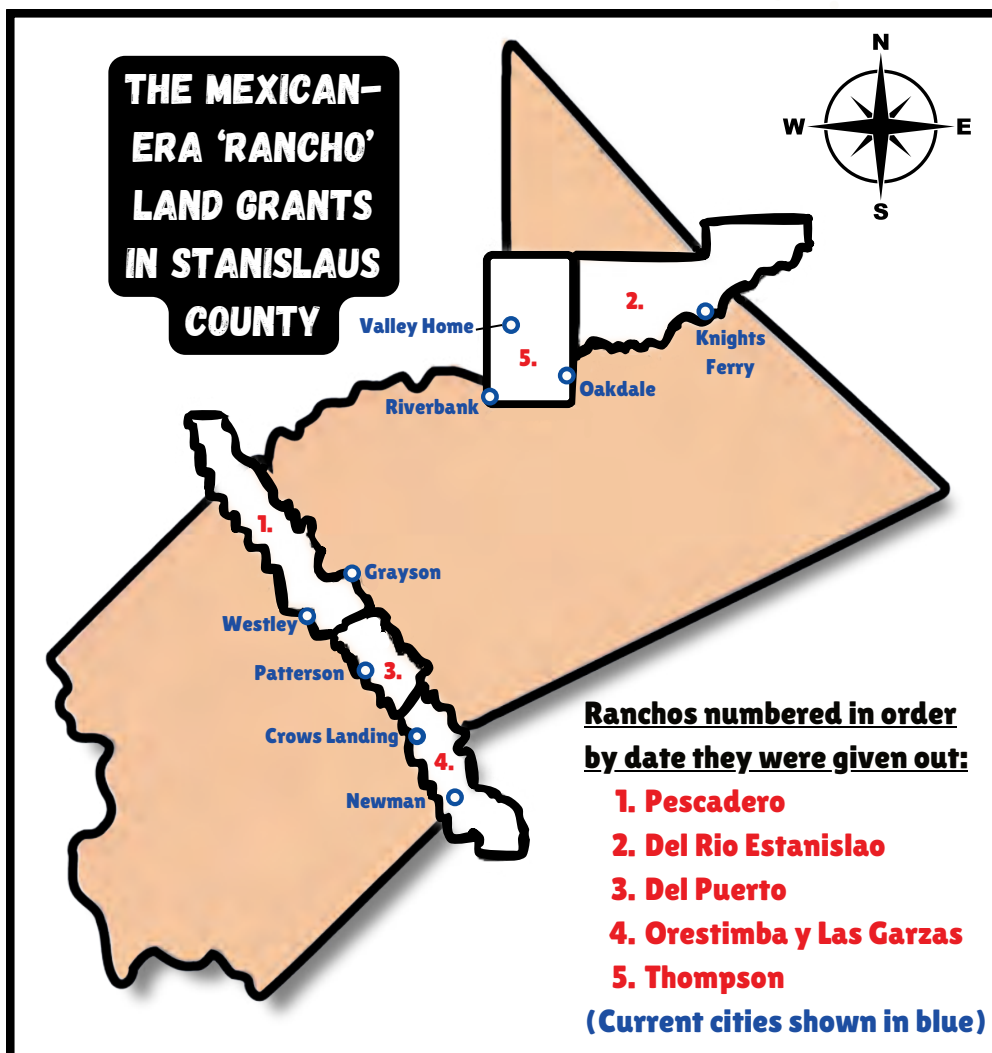 THE MEXICAN-
ERA ‘RANCHO’
LAND GRANTS
IN STANISLAUS
COUNTY
N
W
E
S
2.
Valley Home
Knights
Ferry
5.
Oakdale
Riverbank
1.
Grayson
Westley
Patterson
3.
Crows Landing
4.
Newman
Ranchos numbered in order
by date they were given out:
1. Pescadero
2. Del Rio Estanislao
3. Del Puerto
4. Orestimba y Las Garzas
5. Thompson
(Current cities shown in blue)